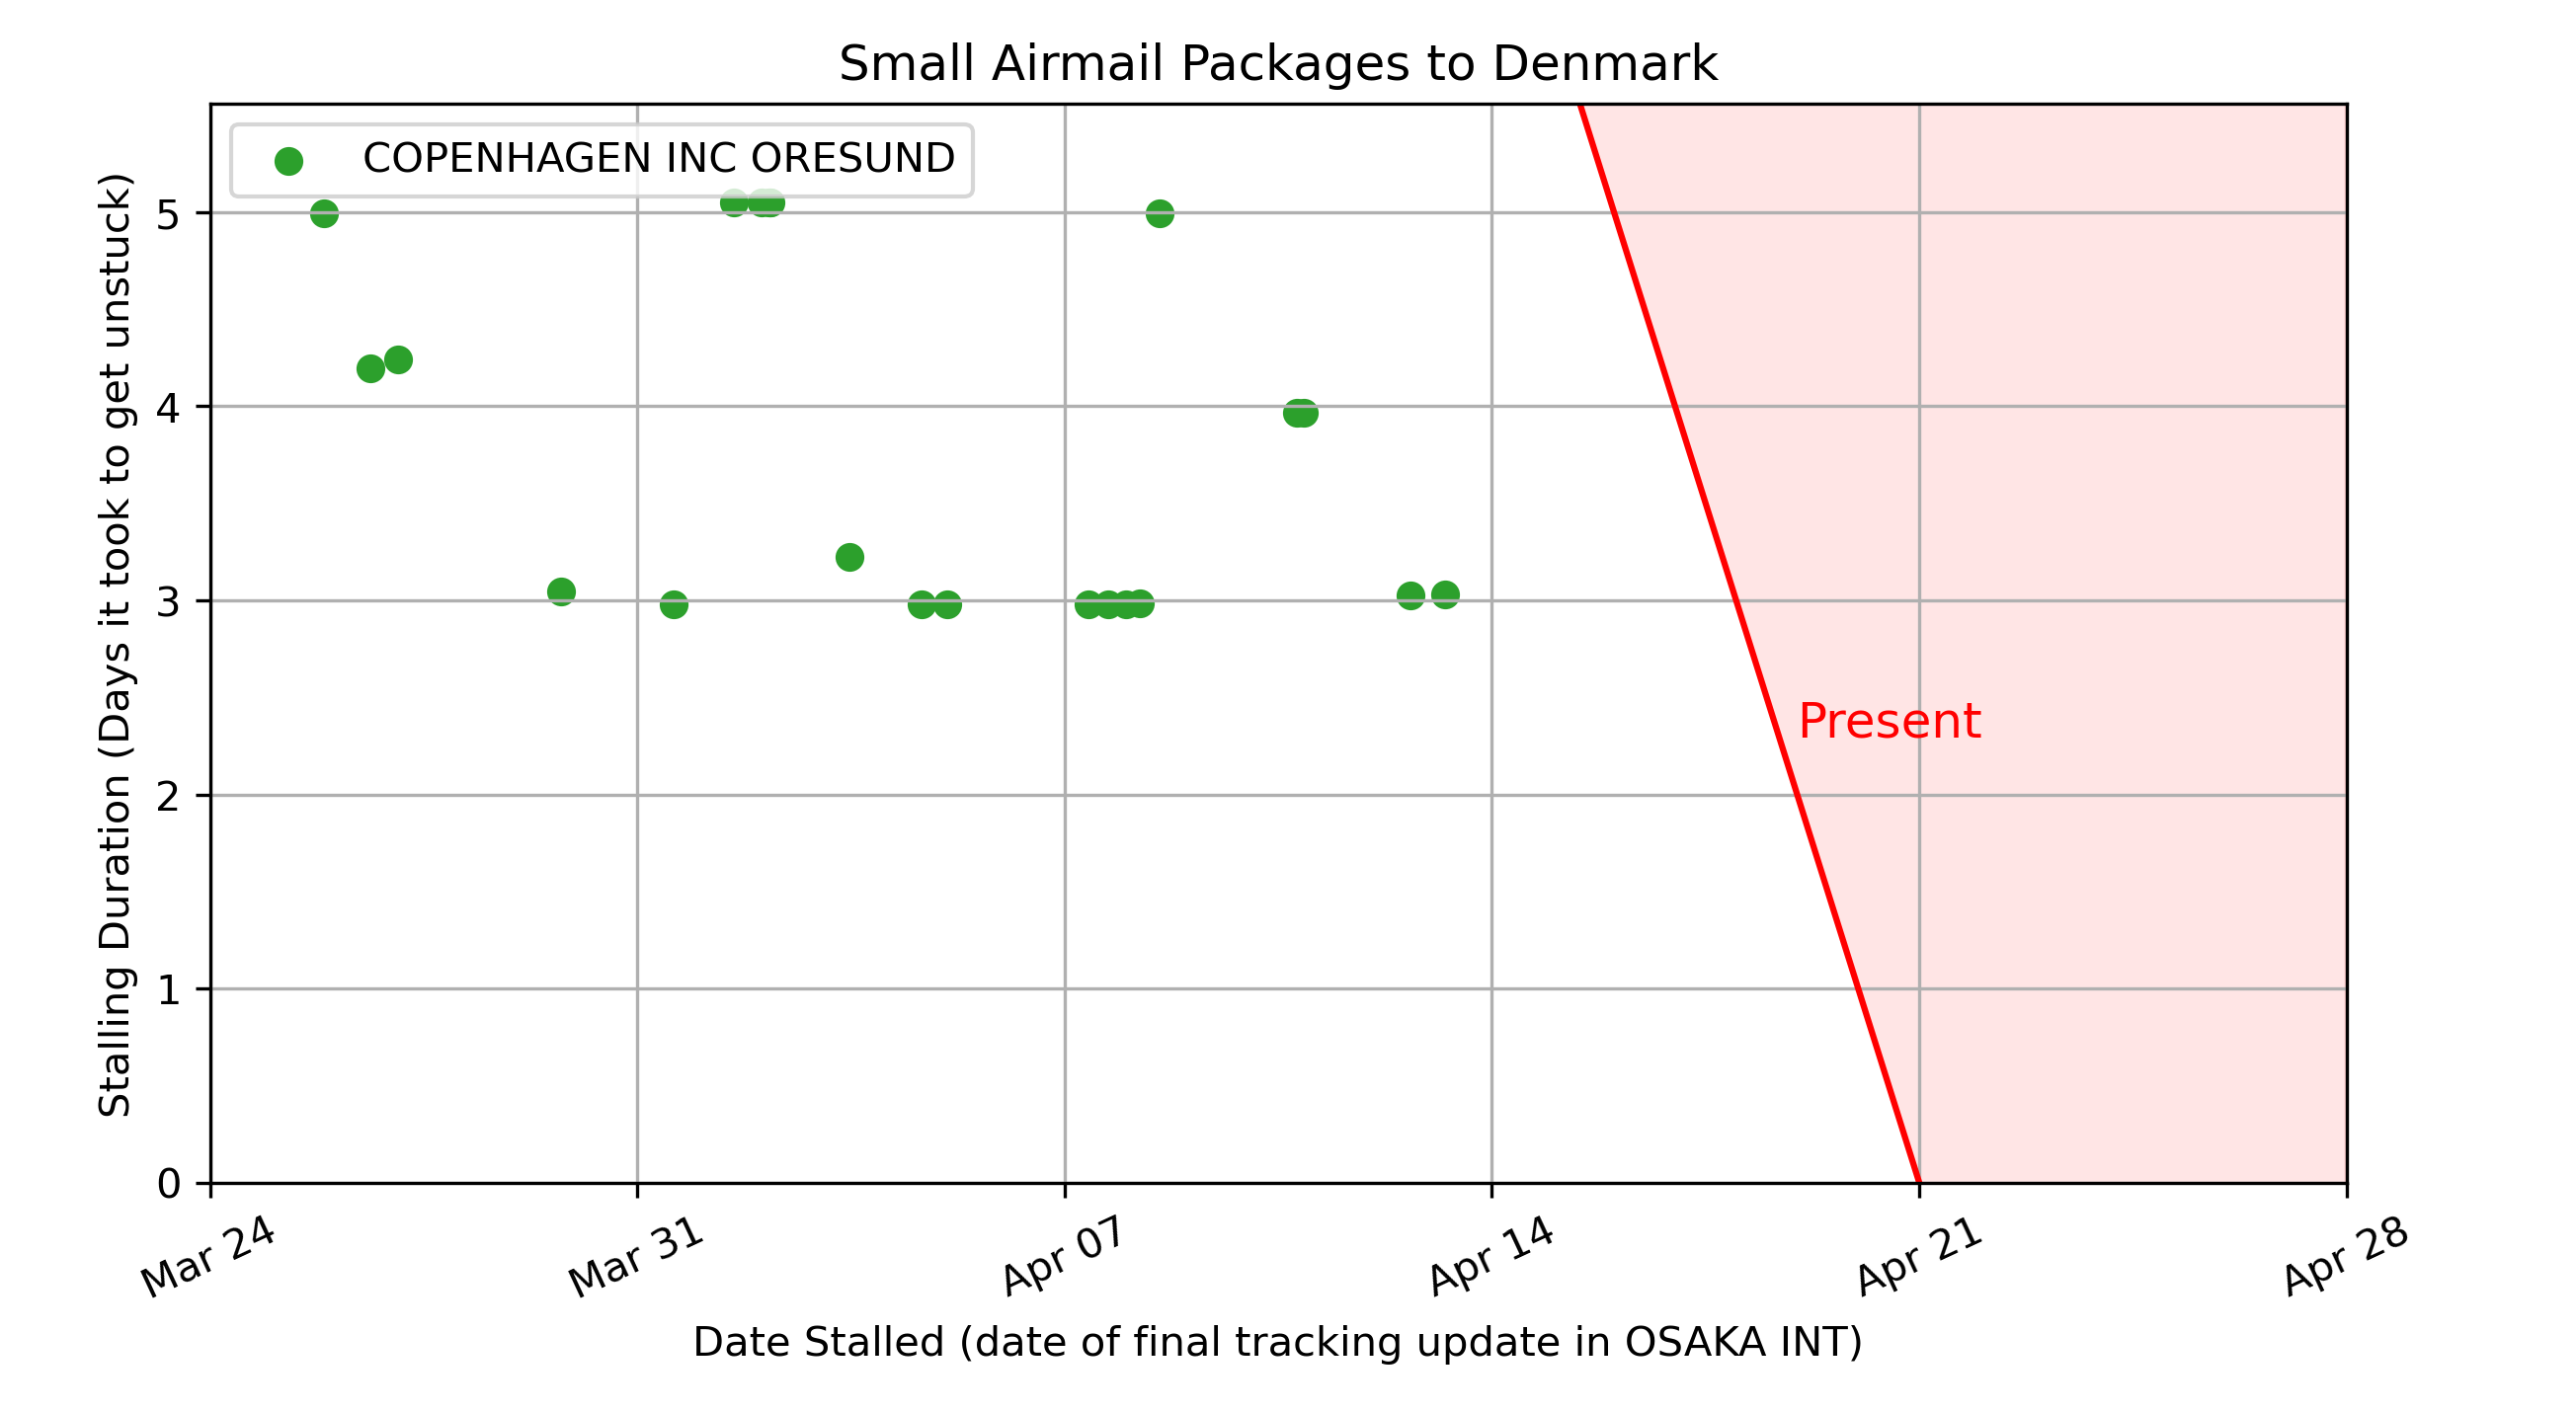 Small Airmail Packages to Denmark
COPENHAGEN INC ORESUND
Stalling Duration (Days it took to get unstuck)
5
4
3
2
1
0
Present
Mar 24
Mar 31
Apr 07
Apr 14
Apr 21
Apr 28
Date Stalled (date of final tracking update in OSAKA INT)